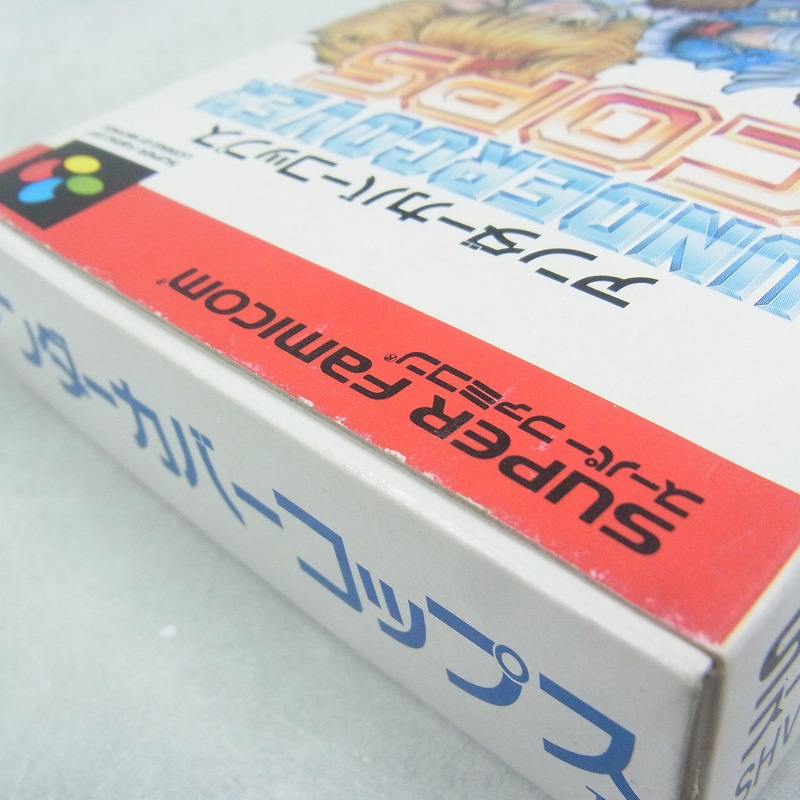 UNDERCOVER
COPS
アンダーカバーコップス
SUPER Famicom
スーパーファミコン®
ンダーカバーコップス
SHV